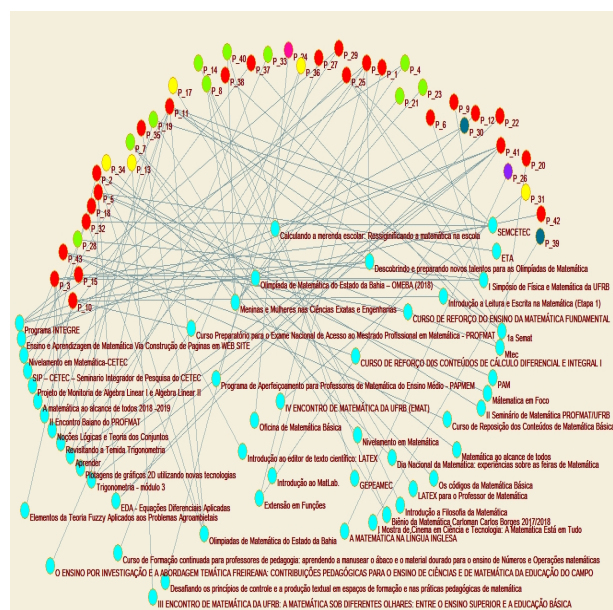 P_29
P_40
P_33
P_24
P_27
P_1
P_4
P_14
P_37
P_36
P_25
P_38
P_17
P_8
P_23
P_21
P_11
P_9
P_12
P_22
P_6
P_30
P_19
P_35
P_7
P_41
P_20
P_34
P_13
P_26
P_2
P_31
P_5
P_18
P_42
P_32
P_39
P_28
P_43
P_15
P_3
P_10
Calculando a merenda escolar: Ressignificando a matemática na escola
SEMCETEC
ETA
Descobrindo e preparando novos talentos para as Olimpíadas de Matemática
Olimpíada de Matemática do Estado da Bahia – OMEBA (2018)
I Simpósio de Física e Matemática da UFRB
Introdução a Leitura e Escrita na Matemática (Etapa 1)
Meninas e Mulheres nas Ciências Exatas e Engenharias
CURSO DE REFORÇO DO ENSINO DA MATEMÁTICA FUNDAMENTAL
Programa INTEGRE
Curso Preparatório para o Exame Nacional de Acesso ao Mestrado Profissional em Matemática - PROFMAT
1a Semat
Ensino e Aprendizagem de Matemática Via Construção de Paginas em WEB SITE
Mtec
Nivelamento em Matemática-CETEC
CURSO DE REFORÇO DOS CONTEÚDOS DE CÁLCULO DIFERENCIAL E INTEGRAL I
SIP – CETEC – Seminario Integrador de Pesquisa do CETEC
Programa de Aperfeiçoamento para Professores de Matemática do Ensino Médio - PAPMEM
PAM
Projeto de Monitoria de Algebra Linear I e Algebra Linear II
Mátematica em Foco
A matemática ao alcance de todos 2018 -2019
IV ENCONTRO DE MATEMÁTICA DA UFRB (EMAT)
II Seminário de Matemática PROFMAT/UFRB
II Encontro Baiano do PROFMAT
Oficina de Matemática Básica
Curso de Reposição dos Conteúdos de Matemática Básica
Noções Lógicas e Teoria dos Conjuntos
Nivelamento em Matemática
Revisitando a Temida Trigonometria
Introdução ao editor de texto científico: LATEX
Matemática ao alcance de todos
Aprender
Dia Nacional da Matemática: experiências sobre as feiras de Matemática
Plotagens de gráficos 2D utilizando novas tecnologias
Introdução ao MatLab.
GEPEAMEC
Os códigos da Matemática Básica
Trigonometria - módulo 3
LATEX para o Professor de Matemática
EDA - Equações Diferenciais Aplicadas
Extensão em Funções
Introdução a Filosofia da Matemática
Elementos da Teoria Fuzzy Aplicados aos Problemas Agroambietais
Biênio da Matemática Carloman Carlos Borges 2017/2018
I Mostra de Cinema em Ciência e Tecnologia: A Matemática Está em Tudo
Olimpiadas de Matemática do Estado da Bahia
A MATEMÁTICA NA LÍNGUA INGLESA
Curso de Formação continuada para professores de pedagogia: aprendendo a manusear o ábaco e o material dourado para o ensino de Números e Operações matemáticas
O ENSINO POR INVESTIGAÇÃO E A ABORDAGEM TEMÁTICA FREIREANA: CONTRIBUIÇÕES PEDAGÓGICAS PARA O ENSINO DE CIÊNCIAS E DE MATEMÁTICA DA EDUCAÇÃO DO CAMPO
Desafiando os princípios de controle e a produção textual em espaços de formação e nas práticas pedagógicas de matemática
III ENCONTRO DE MATEMÁTICA DA UFRB: A MATEMÁTICA SOB DIFERENTES OLHARES: ENTRE O ENSINO SUPERIOR E A EDUCAÇÃO BÁSICA